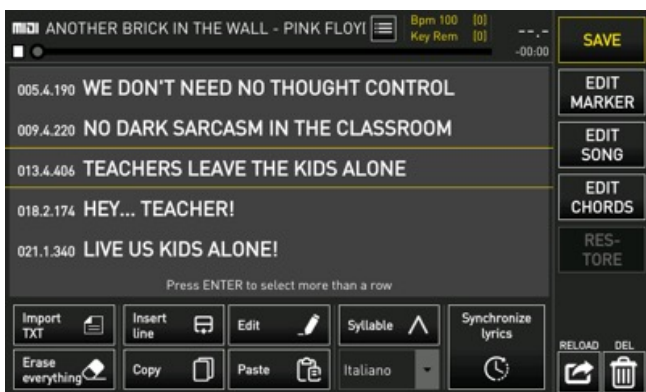 MIDI ANOTHER BRICK IN THE WALL - PINK FLOYI
Bpm 100 [0]
Key Rem [0]
--.-
-00:00
SAVE
005.4.190 WE DON'T NEED NO THOUGHT CONTROL
009.4.220 NO DARK SARCASM IN THE CLASSROOM
013.4.406 TEACHERS LEAVE THE KIDS ALONE
018.2.174 HEY... TEACHER!
021.1.340 LIVE US KIDS ALONE!
Press ENTER to select more than a row
EDIT
MARKER
EDIT
SONG
EDIT
CHORDS
RES-
TORE
Import
TXT
Insert
line
Edit
Syllable
Synchronize
lyrics
Erase
everything
Copy
Paste
Italiano
RELOAD DEL